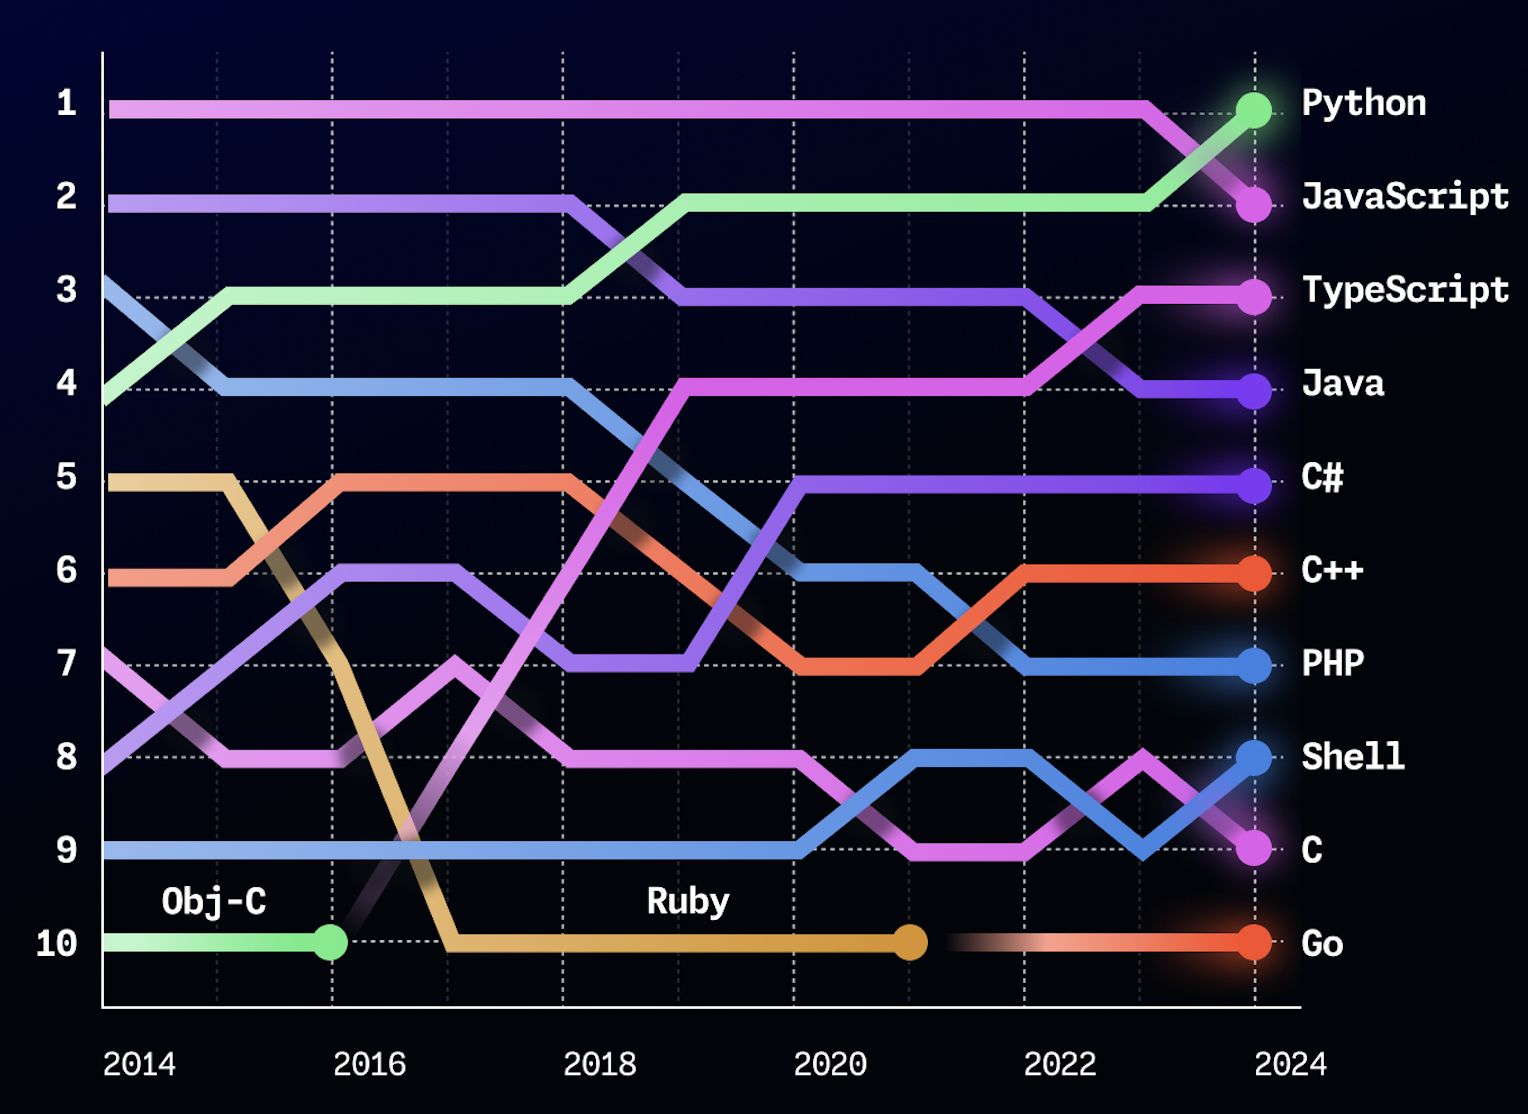 1 Python
2 JavaScript
3 TypeScript
4 Java
5 C#
6 C++
7 PHP
8 Shell
9 C
Obj-C Ruby
10 Go
2014 2016 2018 2020 2022 2024